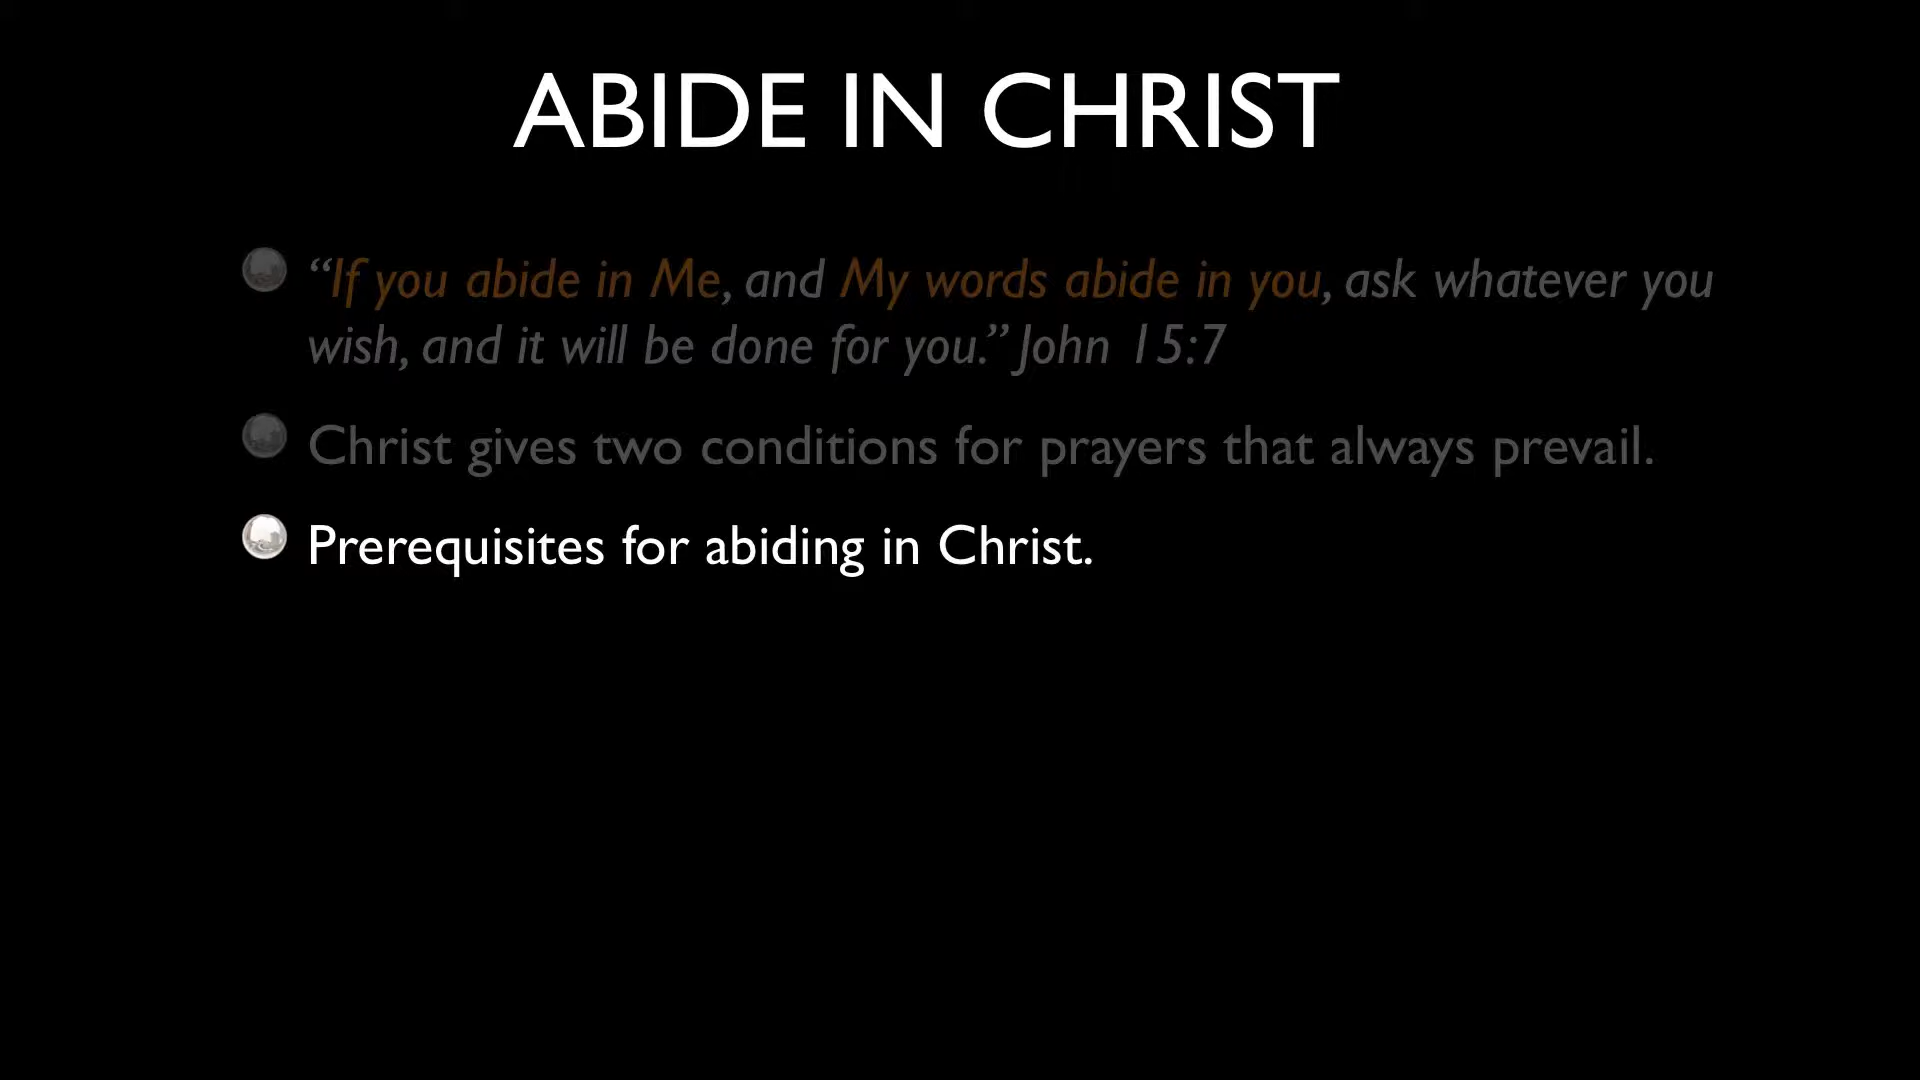 ABIDE IN CHRIST
“If you abide in Me, and My words abide in you, ask whatever you
wish, and it will be done for you.” John 15:7
Christ gives two conditions for prayers that always prevail.
Prerequisites for abiding in Christ.